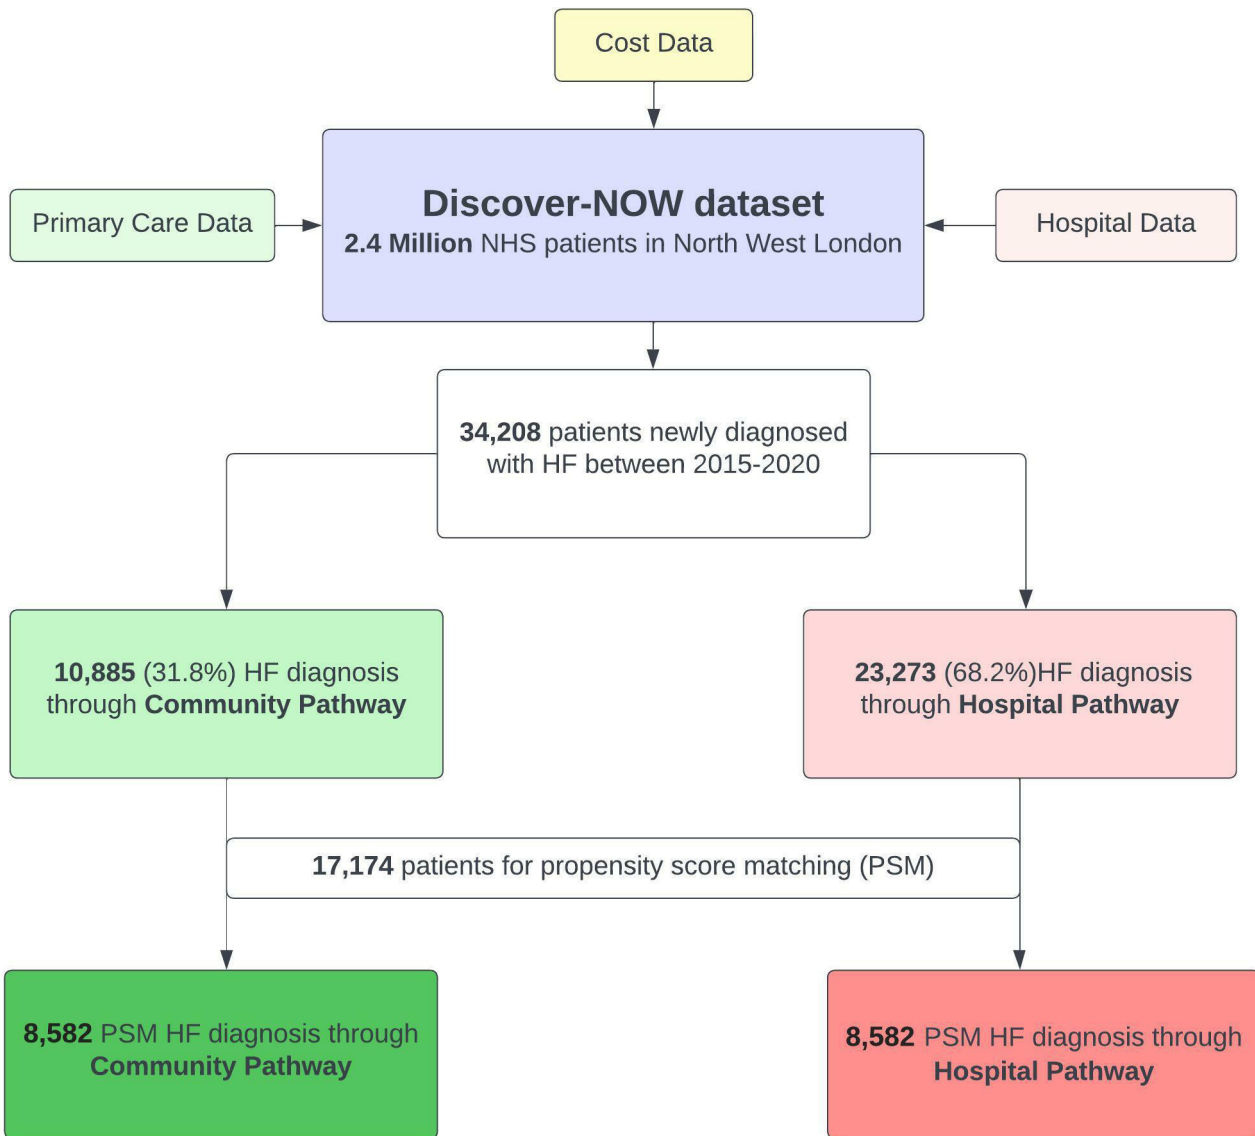 Cost Data
Discover-NOW dataset
2.4 Million NHS patients in North West London
Primary Care Data
Hospital Data
34,208 patients newly diagnosed
with HF between 2015-2020
10,885 (31.8%) HF diagnosis
through Community Pathway
23,273 (68.2%)HF diagnosis
through Hospital Pathway
17,174 patients for propensity score matching (PSM)
8,582 PSM HF diagnosis through
Community Pathway
8,582 PSM HF diagnosis through
Hospital Pathway